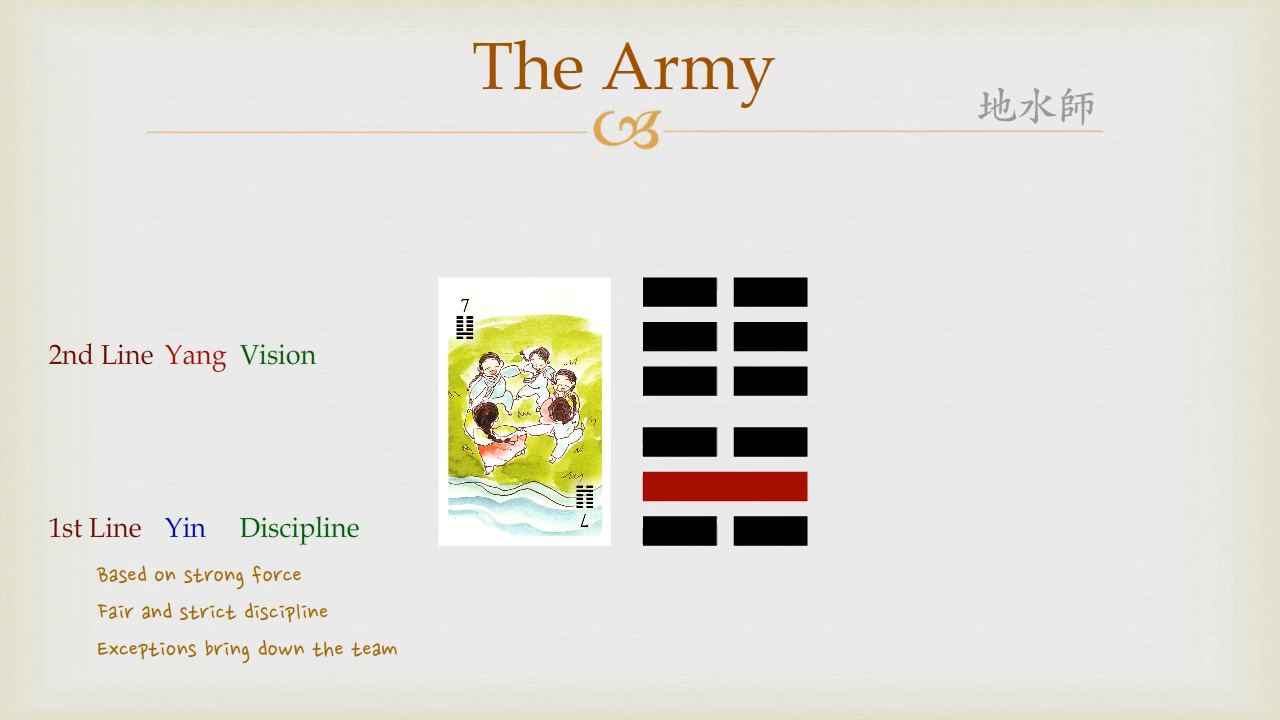 The Army
地水師
7
2nd Line Yang Vision
7
1st Line Yin Discipline
Based on strong force
Fair and strict discipline
Exceptions bring down the team